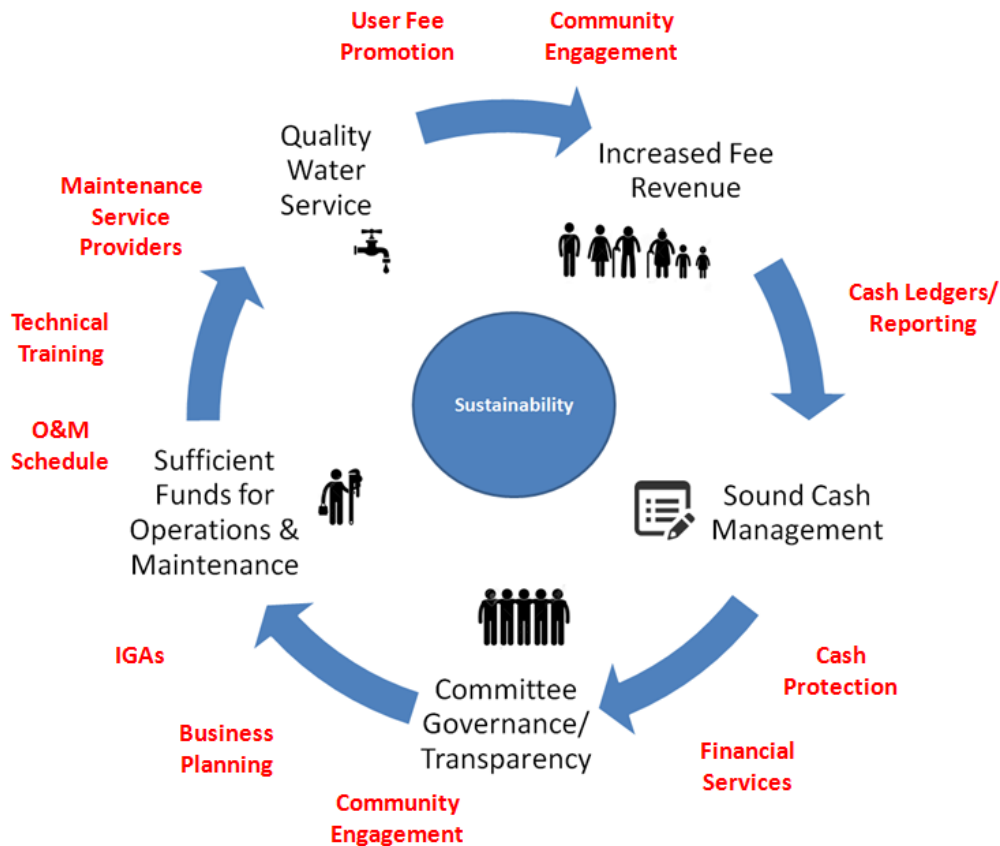 User Fee
Promotion
Community
Engagement
Quality
Water
Service
Increased Fee
Revenue
Maintenance
Service
Providers
Cash Ledgers/
Reporting
Technical
Training
Sustainability
O&M
Schedule
Sufficient
Funds for
Operations &
Maintenance
Sound Cash
Management
IGAs
Cash
Protection
Committee
Governance/
Transparency
Business
Planning
Financial
Services
Community
Engagement